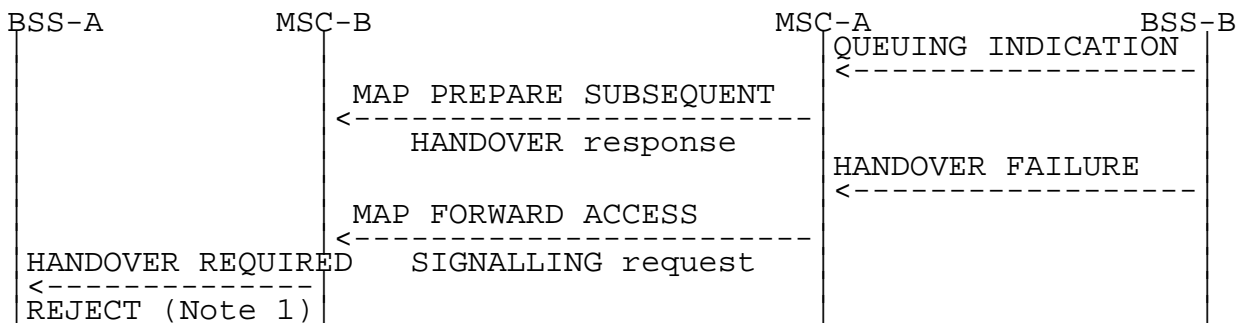 BSS-A MSC-B MSC-A BSS-B
QUEUING INDICATION
MAP PREPARE SUBSEQUENT
HANDOVER response
HANDOVER FAILURE
MAP FORWARD ACCESS
HANDOVER REQUIRED SIGNALLING request
REJECT (Note 1)